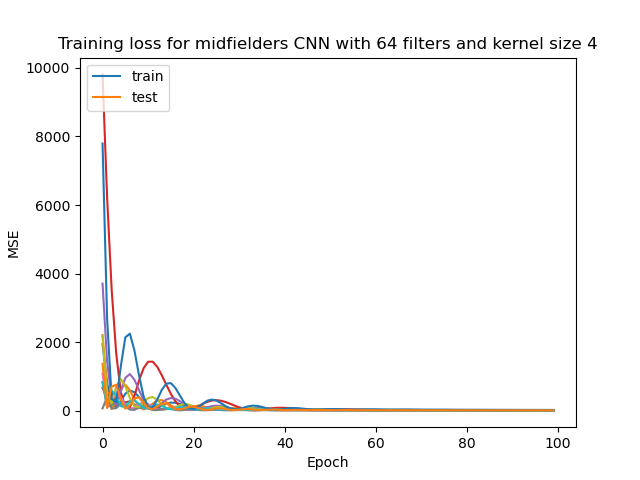 Training loss for midfielders CNN with 64 filters and kernel size 4
train
test
10000
8000
6000
4000
2000
0
MSE
0 20 40 60 80 100
Epoch